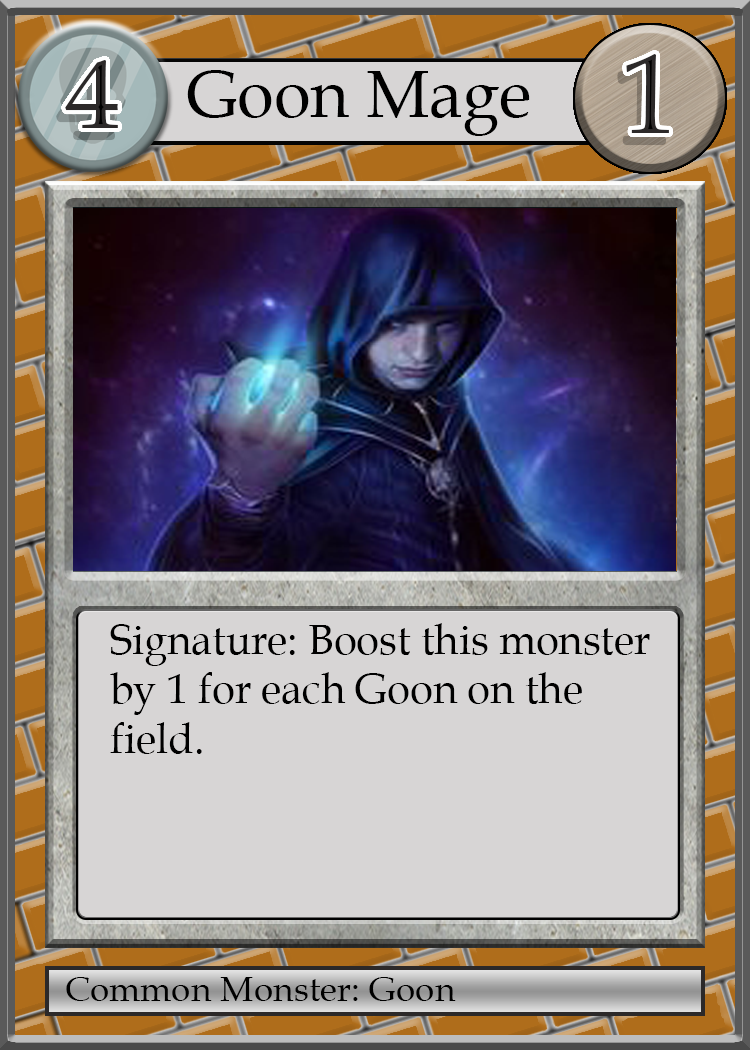 4 Goon Mage 1
Signature: Boost this monster
by 1 for each Goon on the
field.
Common Monster: Goon